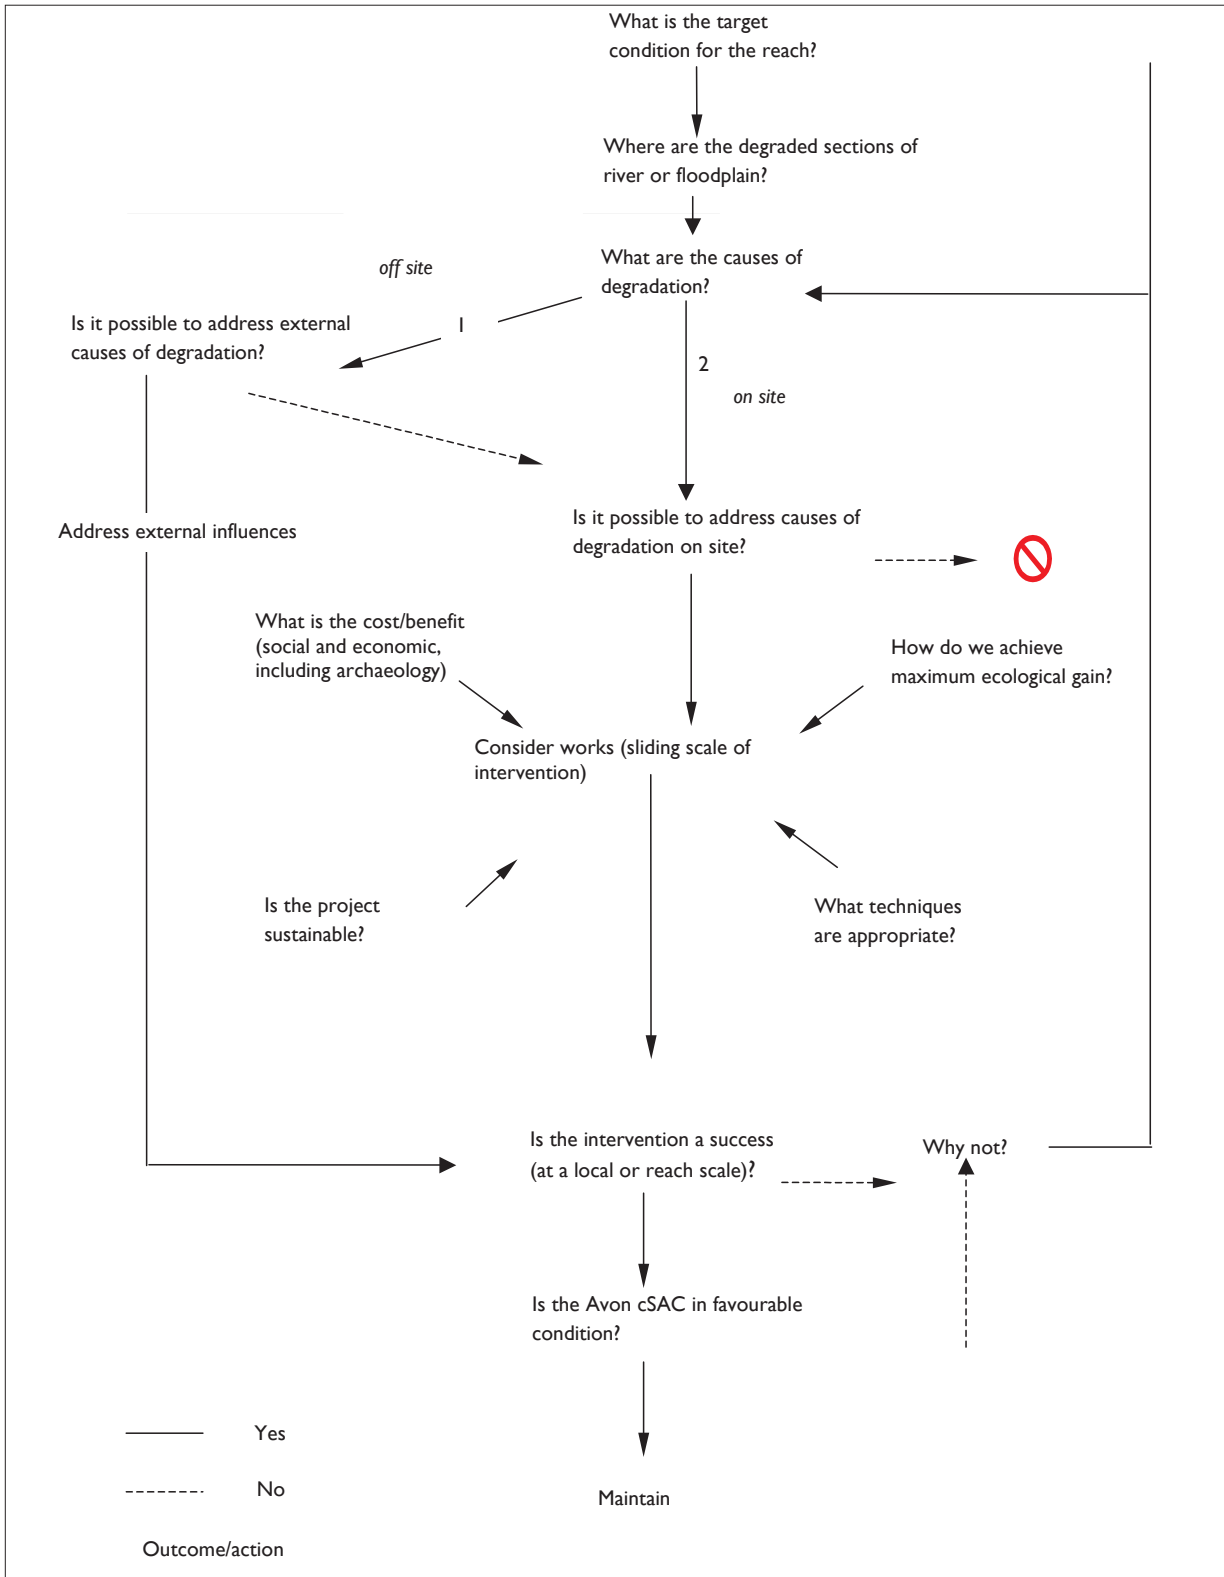 What is the target
condition for the reach?
Where are the degraded sections of
river or floodplain?
What are the causes of
degradation?
off site
1
Is it possible to address external
causes of degradation?
2
on site
Is it possible to address causes of
degradation on site?
Address external influences
What is the cost/benefit
(social and economic,
including archaeology)
How do we achieve
maximum ecological gain?
Consider works (sliding scale of
intervention)
Is the project
sustainable?
What techniques
are appropriate?
Is the intervention a success
(at a local or reach scale)?
Why not?
Is the Avon cSAC in favourable
condition?
Maintain
Yes
No
Outcome/action